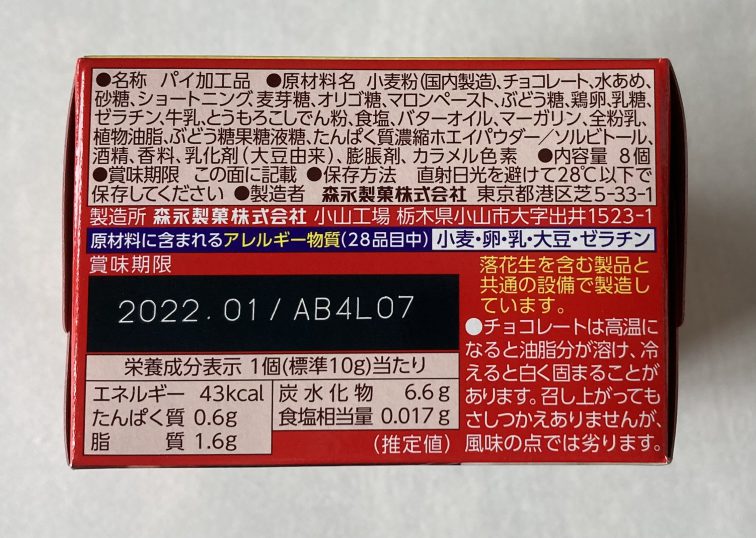 ●名称 パイ加工品 ●原材料名 小麦粉(国内製造)、チョコレート、水あめ、
砂糖、ショートニング、麦芽糖、オリゴ糖、マロンペースト、ぶどう糖、鶏卵、乳糖、
ゼラチン、牛乳、とうもろこしでん粉、食塩、バターオイル、マーガリン、全粉乳、
植物油脂、ぶどう糖果糖液糖、たんぱく質濃縮ホエイパウダー／ソルビトール、
酒精、香料、乳化剤(大豆由来)、膨脹剤、カラメル色素 ●内容量 8個
●賞味期限 この面に記載 ●保存方法 直射日光を避けて28℃以下で
保存してください ●製造者 森永製菓株式会社 東京都港区芝5-33-1
製造所 森永製菓株式会社 小山工場 栃木県小山市大字出井1523-1
原材料に含まれるアレルギー物質(28品目中) 小麦・卵・乳・大豆・ゼラチン
賞味期限
2022.01/AB4L07
栄養成分表示 1個(標準10g)当たり
エネルギー 43kcal
たんぱく質 0.6g
脂質 1.6g
炭水化物 6.6g
食塩相当量 0.017g
(推定値)
落花生を含む製品と
共通の設備で製造し
ています。
●チョコレートは高温に
なると油脂分が溶け、冷
えると白く固まることが
あります。召し上がっても
さしつかえありませんが、
風味の点では劣ります。